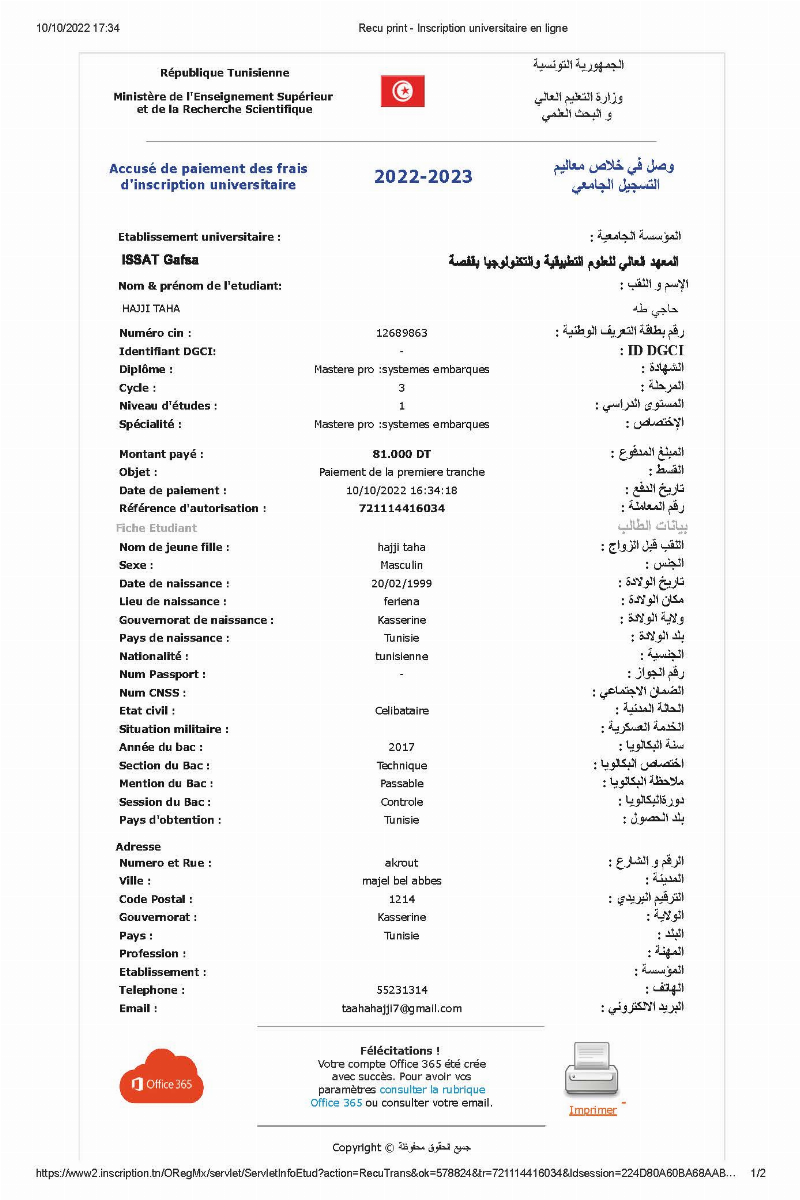 10/10/2022 17:34 Recu print - Inscription universitaire en ligne
République Tunisienne الجمهورية التونسية
Ministère de l'Enseignement Supérieur وزارة التعليم العالي
et de la Recherche Scientifique و البحث العلمي
Accusé de paiement des frais 2022-2023 وصل في خلاص معاليم
d'inscription universitaire التسجيل الجامعي
Etablissement universitaire : المؤسسة الجامعية :
ISSAT Gafsa المعهد العالي للعلوم التطبيقية والتكنولوجيا بقفصة
Nom & prénom de l'etudiant: الإسم و اللقب :
HAJJI TAHA حاجي طه
Numéro cin : 12689863 رقم بطاقة التعريف الوطنية :
Identifiant DGCI: - ID DGCI :
Diplôme : Mastere pro :systemes embarques الشهادة :
Cycle : 3 المرحلة :
Niveau d'études : 1 المستوى الدراسي :
Spécialité : Mastere pro :systemes embarques الإختصاص :
Montant payé : 81.000 DT المبلغ المدفوع :
Objet : Paiement de la premiere tranche القسط :
Date de paiement : 10/10/2022 16:34:18 تاريخ الدفع :
Référence d'autorisation : 721114416034 رقم المعاملة :
Fiche Etudiant بيانات الطالب
Nom de jeune fille : hajji taha اللقب قبل الزواج :
Sexe : Masculin الجنس :
Date de naissance : 20/02/1999 تاريخ الولادة :
Lieu de naissance : feriena مكان الولادة :
Gouvernorat de naissance : Kasserine ولاية الولادة :
Pays de naissance : Tunisie بلد الولادة :
Nationalité : tunisienne الجنسية :
Num Passport : - رقم الجواز :
Num CNSS : الضمان الاجتماعي :
Etat civil : Celibataire الحالة المدنية :
Situation militaire : الخدمة العسكرية :
Année du bac : 2017 سنة البكالوريا :
Section du Bac : Technique اختصاص البكالوريا :
Mention du Bac : Passable ملاحظة البكالوريا :
Session du Bac : Controle دورةالبكالوريا :
Pays d'obtention : Tunisie بلد الحصول :
Adresse
Numero et Rue : akrout الرقم و الشارع :
Ville : majel bel abbes المدينة :
Code Postal : 1214 الترقيم البريدي :
Gouvernorat : Kasserine الولاية :
Pays : Tunisie البلد :
Profession : المهنة :
Etablissement : المؤسسة :
Telephone : 55231314 الهاتف :
Email : taahahajji7@gmail.com البريد الالكتروني :
Félécitations !
Votre compte Office 365 été crée
avec succès. Pour avoir vos
paramètres consulter la rubrique
Office 365 ou consulter votre email.
Office 365
Imprimer
Copyright © جميع الحقوق محفوظة
https://www2.inscription.tn/ORegMx/servlet/ServletInfoEtud?action=RecuTrans&ok=578824&tr=721114416034&Idsession=224D80A60BA68AAB… 1/2